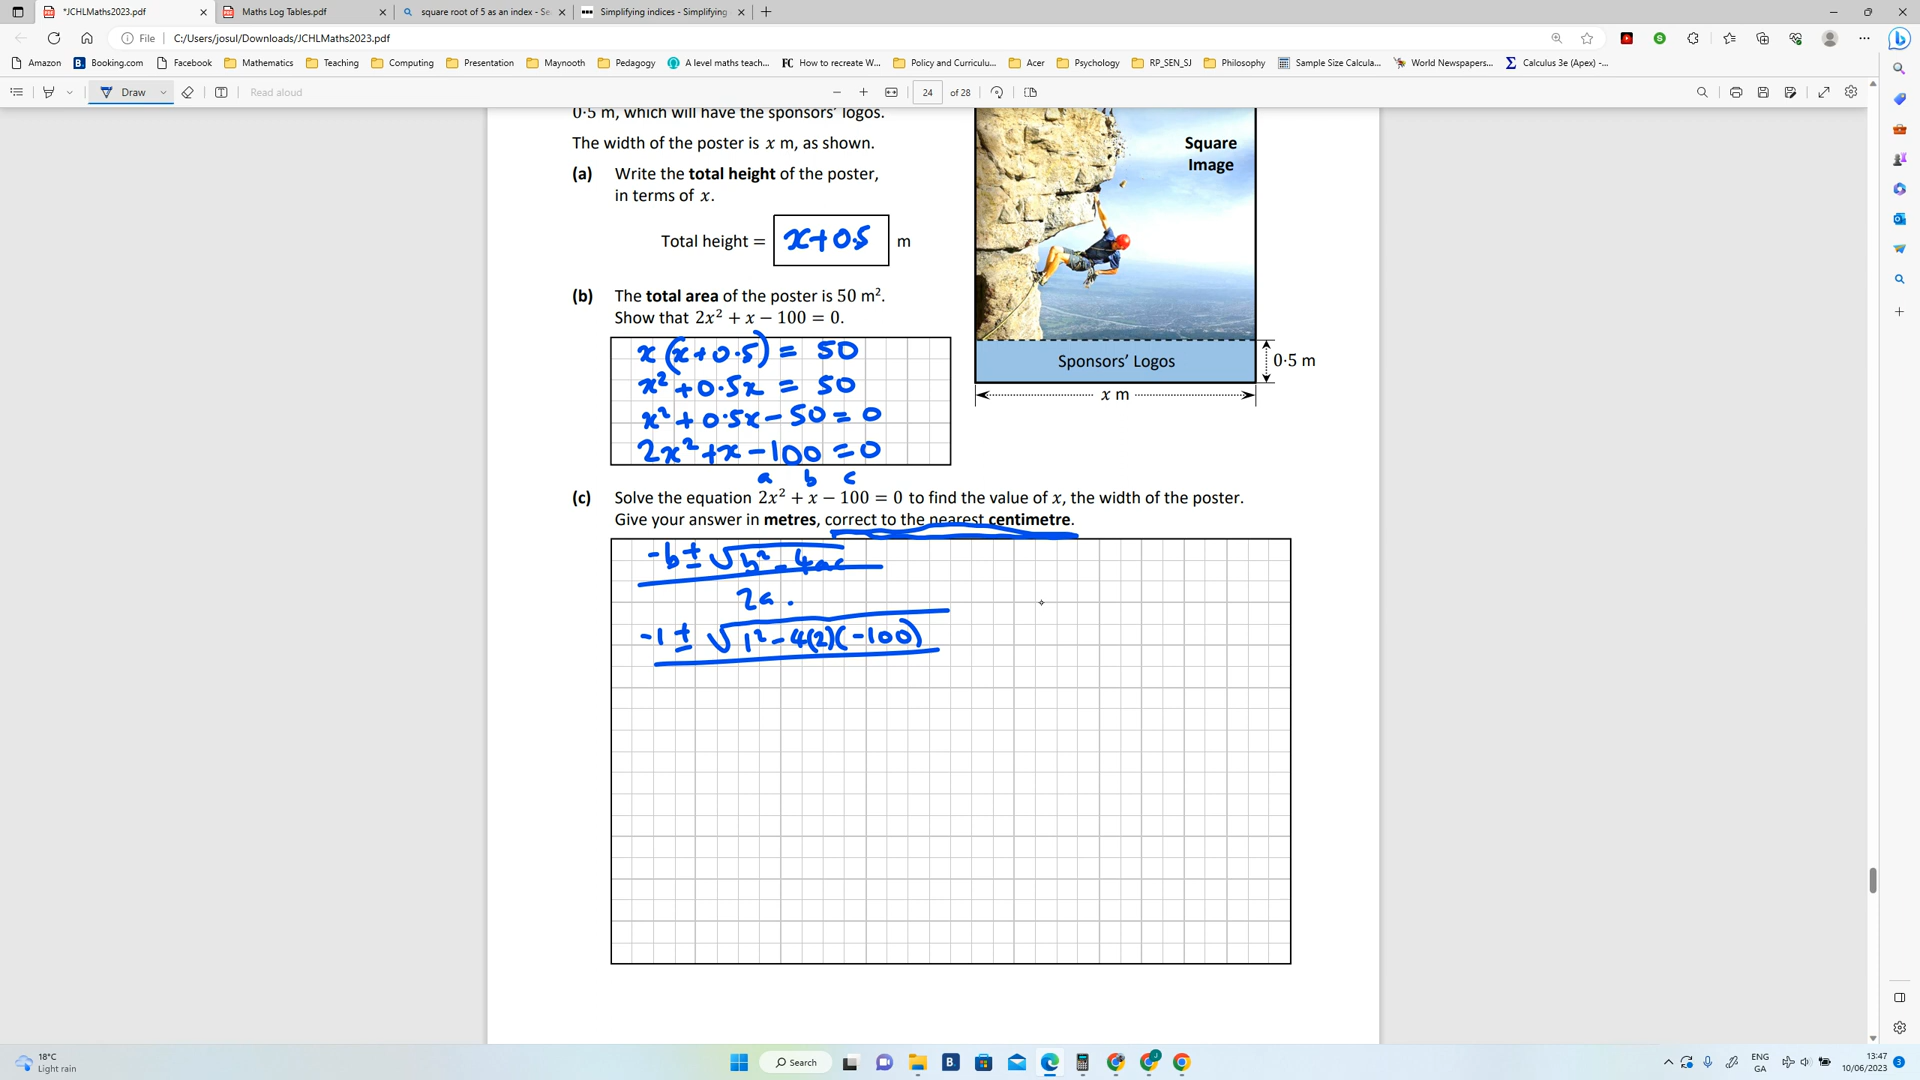 *JCHLMaths2023.pdf
Maths Log Tables.pdf
square root of 5 as an index - Se
Simplifying indices - Simplifying
File
C:/Users/josul/Downloads/JCHLMaths2023.pdf
Amazon
Booking.com
Facebook
Mathematics
Teaching
Computing
Presentation
Maynooth
Pedagogy
A level maths teach...
FC How to recreate W...
Policy and Curriculu...
Acer
Psychology
RP_SEN_SJ
Philosophy
Sample Size Calcula...
World Newspapers...
Calculus 3e (Apex) -...
Draw
Read aloud
24
of 28
0·5 m, which will have the sponsors' logos.
The width of the poster is x m, as shown.
(a) Write the total height of the poster,
in terms of x.
Total height = x+0.5 m
(b) The total area of the poster is 50 m².
Show that 2x² + x − 100 = 0.
x(x+0.5) = 50
x² +0.5x = 50
x² + 0.5x - 50 = 0
2x² + x - 100 = 0
Square
Image
Sponsors' Logos
0·5 m
x m
a b c
(c) Solve the equation 2x² + x − 100 = 0 to find the value of x, the width of the poster.
Give your answer in metres, correct to the nearest centimetre.
-b ± √b² - 4ac
2a .
-1 ± √1² - 4(2)(-100)
18°C
Light rain
Search
ENG
GA
13:47
10/06/2023
3